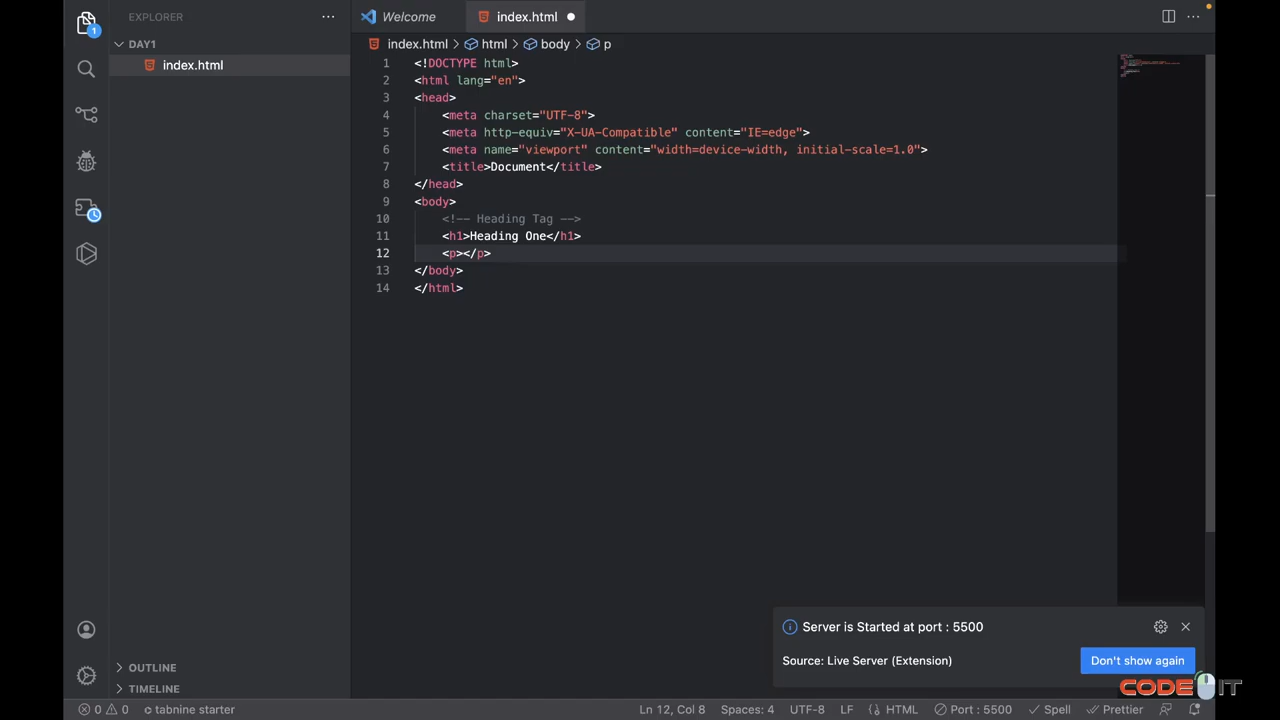 EXPLORER
Welcome
index.html
DAY1
index.html
index.html > html > body > p
1 <!DOCTYPE html>
2 <html lang="en">
3 <head>
4 <meta charset="UTF-8">
5 <meta http-equiv="X-UA-Compatible" content="IE=edge">
6 <meta name="viewport" content="width=device-width, initial-scale=1.0">
7 <title>Document</title>
8 </head>
9 <body>
10 <!-- Heading Tag -->
11 <h1>Heading One</h1>
12 <p></p>
13 </body>
14 </html>
1
Server is Started at port : 5500
Source: Live Server (Extension)
Don't show again
OUTLINE
TIMELINE
CODE IT
0 0 tabnine starter
Ln 12, Col 8 Spaces: 4 UTF-8 LF HTML Port : 5500 Spell Prettier